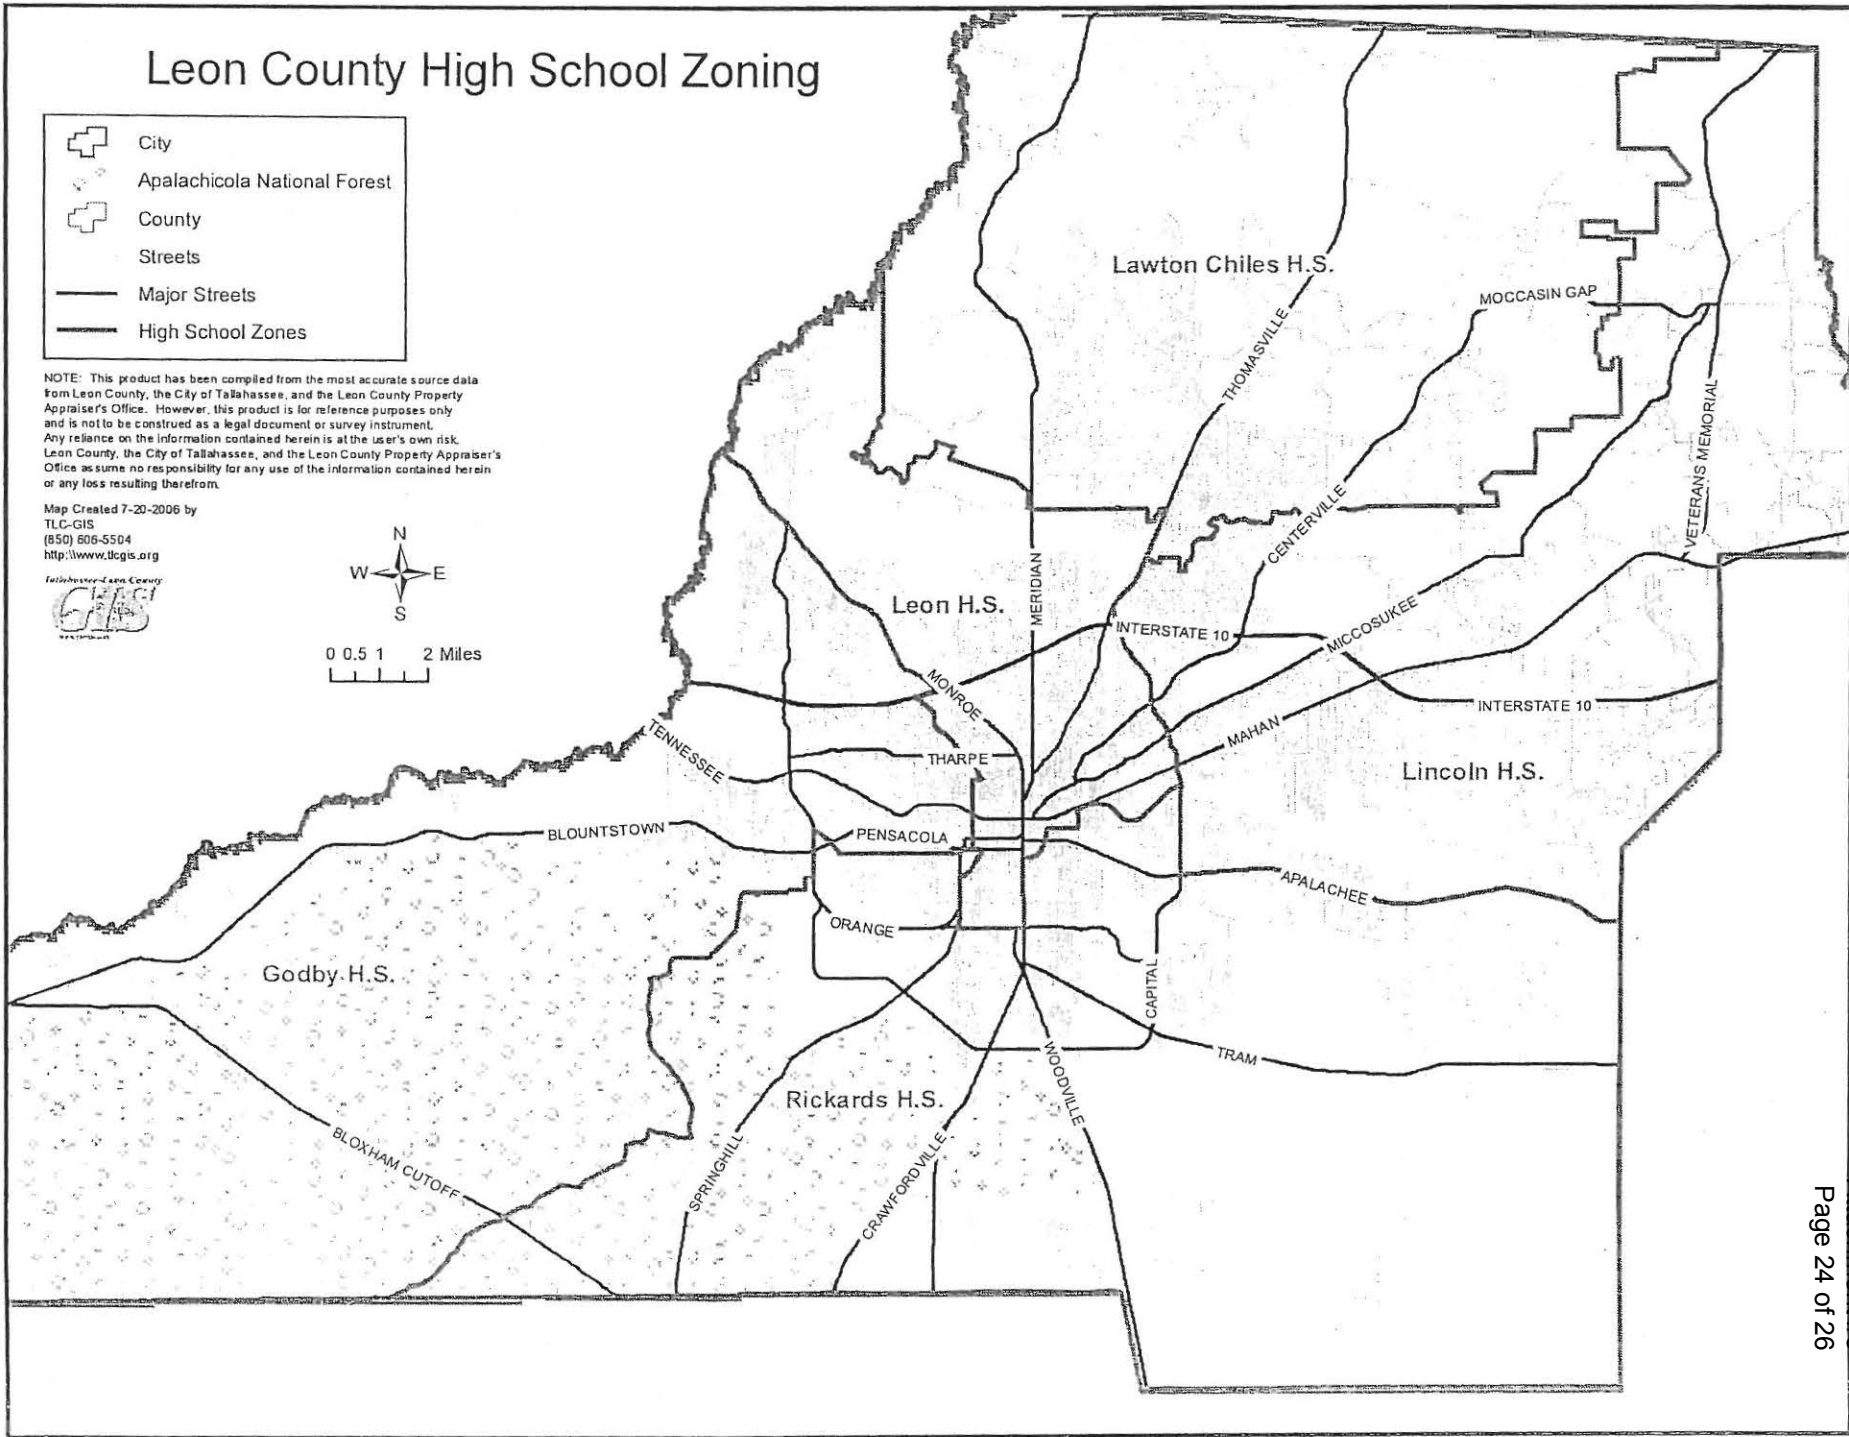 Leon County High School Zoning
City
Apalachicola National Forest
County
Streets
Major Streets
High School Zones
NOTE: This product has been compiled from the most accurate source data
from Leon County, the City of Tallahassee, and the Leon County Property
Appraiser's Office. However, this product is for reference purposes only
and is not to be construed as a legal document or survey instrument.
Any reliance on the information contained herein is at the user's own risk.
Leon County, the City of Tallahassee, and the Leon County Property Appraiser's
Office assume no responsibility for any use of the information contained herein
or any loss resulting therefrom.
Map Created 7-20-2006 by
TLC-GIS
(850) 606-5504
http:\\www.tlcgis.org
Tallahassee-Leon County
GIS
N
W
E
S
0 0.5 1 2 Miles
Lawton Chiles H.S.
MOCCASIN GAP
THOMASVILLE
VETERANS MEMORIAL
CENTERVILLE
MERIDIAN
Leon H.S.
INTERSTATE 10
MICCOSUKEE
MONROE
INTERSTATE 10
TENNESSEE
MAHAN
THARPE
Lincoln H.S.
BLOUNTSTOWN
PENSACOLA
APALACHEE
ORANGE
Godby H.S.
CAPITAL
TRAM
WOODVILLE
Rickards H.S.
BLOXHAM CUTOFF
SPRINGHILL
CRAWFORDVILLE
Page 24 of 26